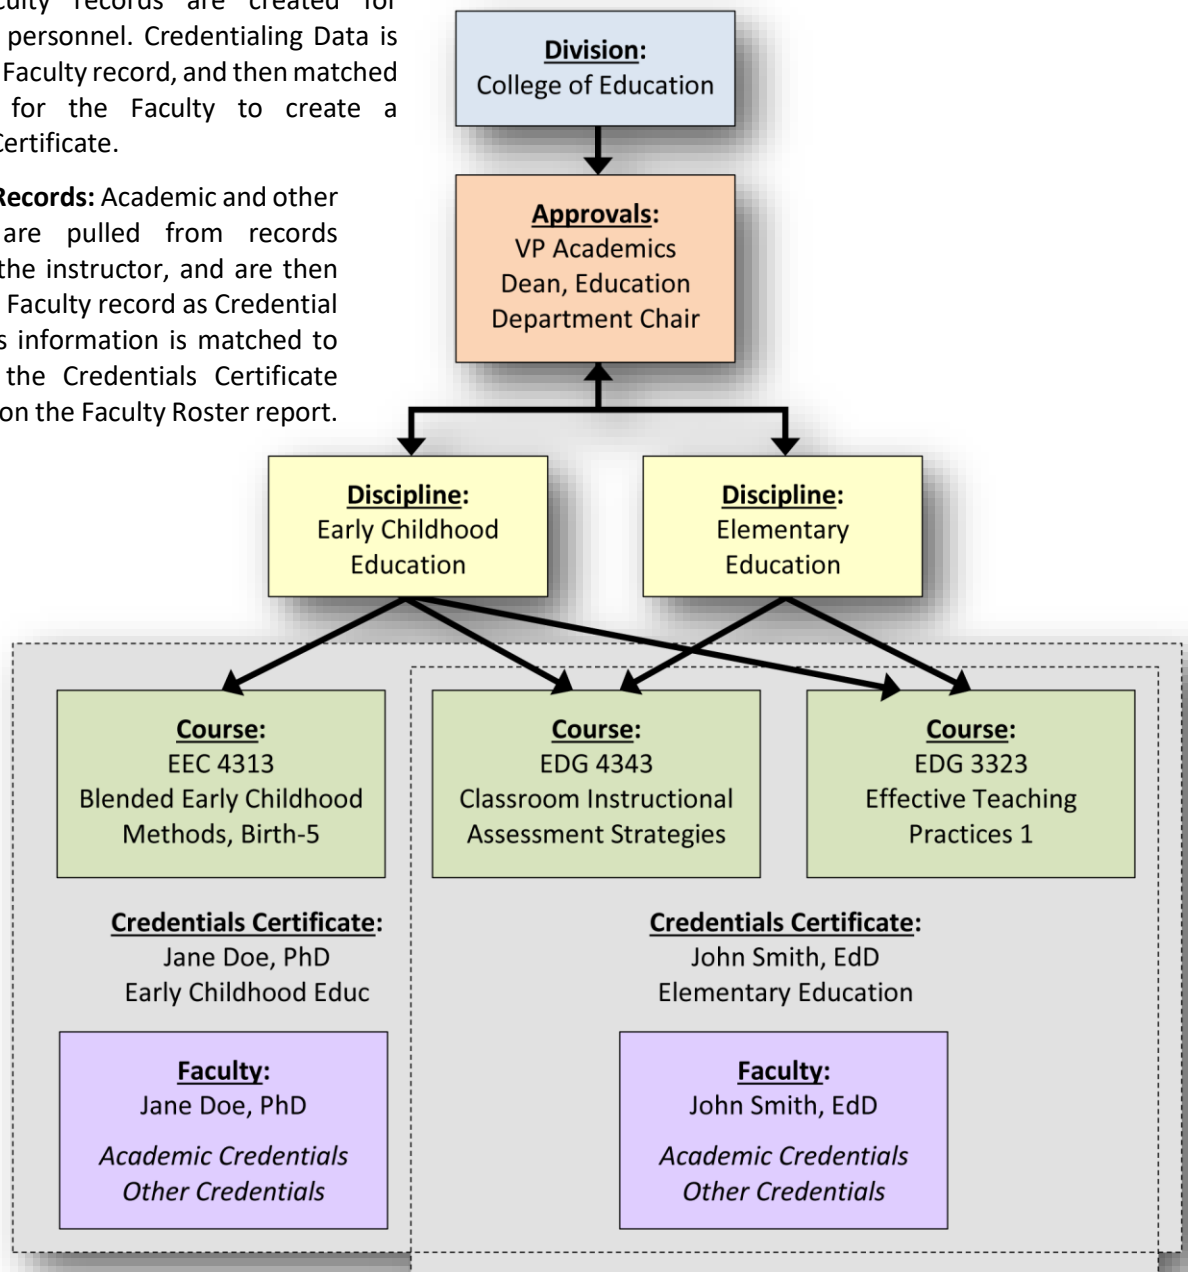 culty records are created for
personnel. Credentialing Data is
Faculty record, and then matched
for the Faculty to create a
Certificate.
Records: Academic and other
are pulled from records
the instructor, and are then
Faculty record as Credential
s information is matched to
the Credentials Certificate
on the Faculty Roster report.
Division:
College of Education
Approvals:
VP Academics
Dean, Education
Department Chair
Discipline:
Early Childhood
Education
Discipline:
Elementary
Education
Course:
EEC 4313
Blended Early Childhood
Methods, Birth-5
Course:
EDG 4343
Classroom Instructional
Assessment Strategies
Course:
EDG 3323
Effective Teaching
Practices 1
Credentials Certificate:
Jane Doe, PhD
Early Childhood Educ
Credentials Certificate:
John Smith, EdD
Elementary Education
Faculty:
Jane Doe, PhD
Academic Credentials
Other Credentials
Faculty:
John Smith, EdD
Academic Credentials
Other Credentials